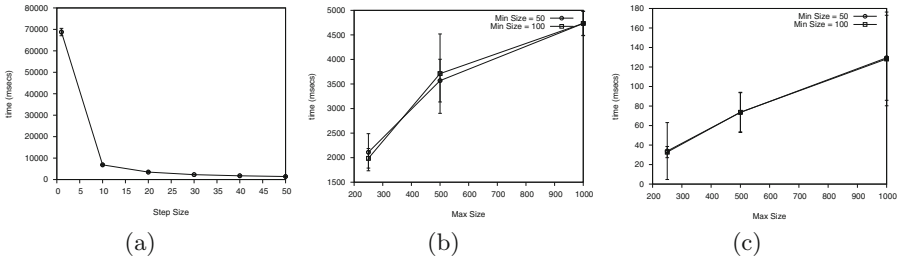 80000
70000
60000
50000
40000
30000
20000
10000
0
time (msecs)
0 5 10 15 20 25 30 35 40 45 50
Step Size
(a)
5000
4500
4000
3500
3000
2500
2000
1500
time (msecs)
Min Size = 50
Min Size = 100
200 300 400 500 600 700 800 900 1000
Max Size
(b)
180
160
140
120
100
80
60
40
20
0
time (msecs)
Min Size = 50
Min Size = 100
200 300 400 500 600 700 800 900 1000
Max Size
(c)